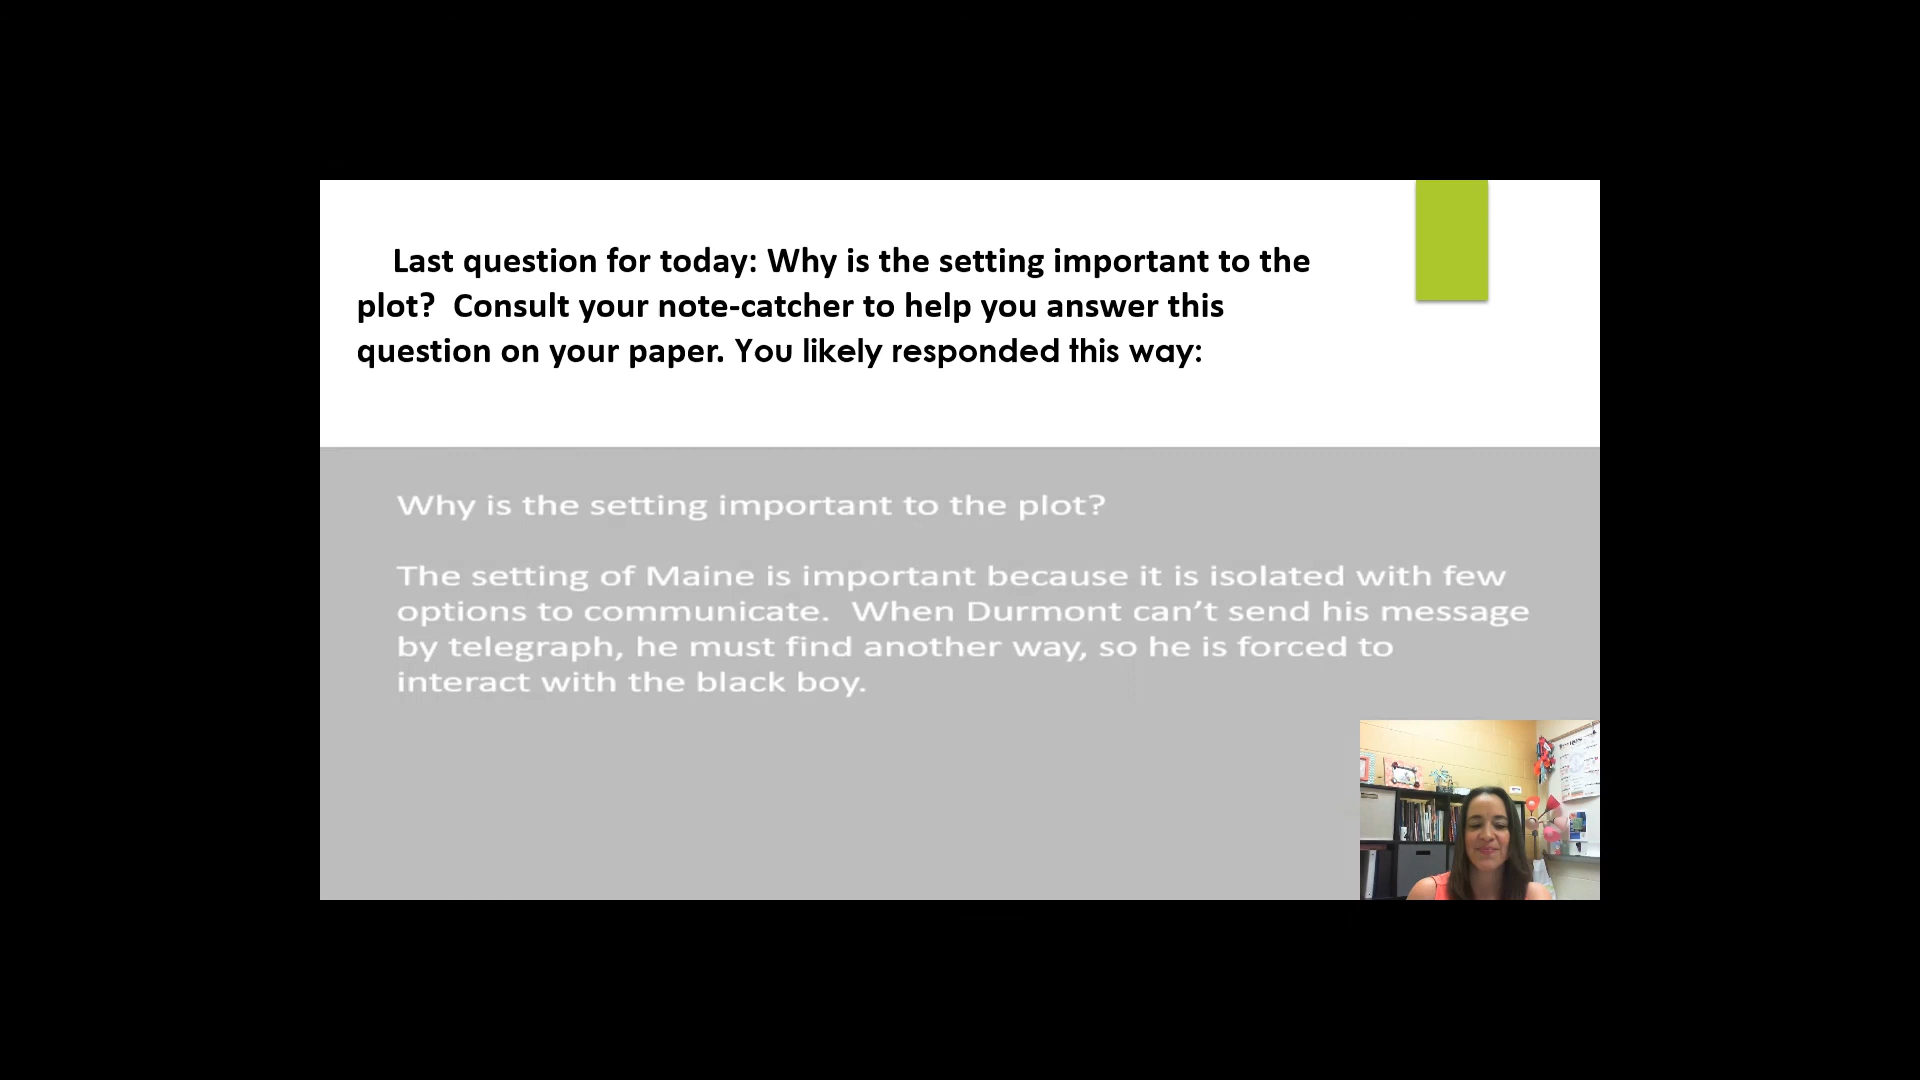 Last question for today: Why is the setting important to the
plot?  Consult your note-catcher to help you answer this
question on your paper. You likely responded this way:
Why is the setting important to the plot?
The setting of Maine is important because it is isolated with few
options to communicate.  When Durmont can’t send his message
by telegraph, he must find another way, so he is forced to
interact with the black boy.